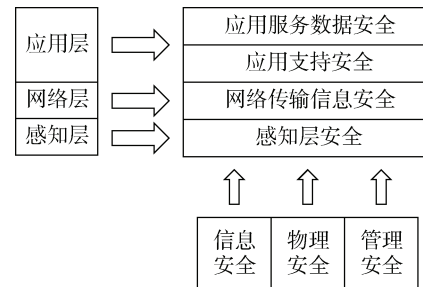 应用层
网络层
感知层
应用服务数据安全
应用支持安全
网络传输信息安全
感知层安全
信息
安全
物理
安全
管理
安全